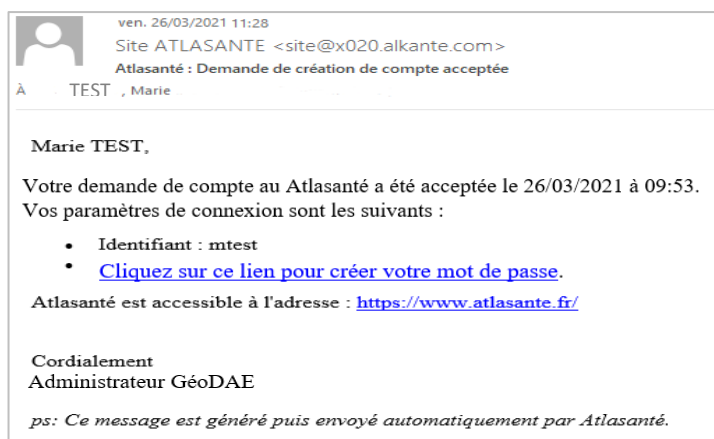 ven. 26/03/2021 11:28
Site ATLASANTE <site@x020.alkante.com>
Atlasanté : Demande de création de compte acceptée
À TEST , Marie
Marie TEST,
Votre demande de compte au Atlasanté a été acceptée le 26/03/2021 à 09:53.
Vos paramètres de connexion sont les suivants :
• Identifiant : mtest
• Cliquez sur ce lien pour créer votre mot de passe.
Atlasanté est accessible à l'adresse : https://www.atlasante.fr/
Cordialement
Administrateur GéoDAE
ps: Ce message est généré puis envoyé automatiquement par Atlasanté.